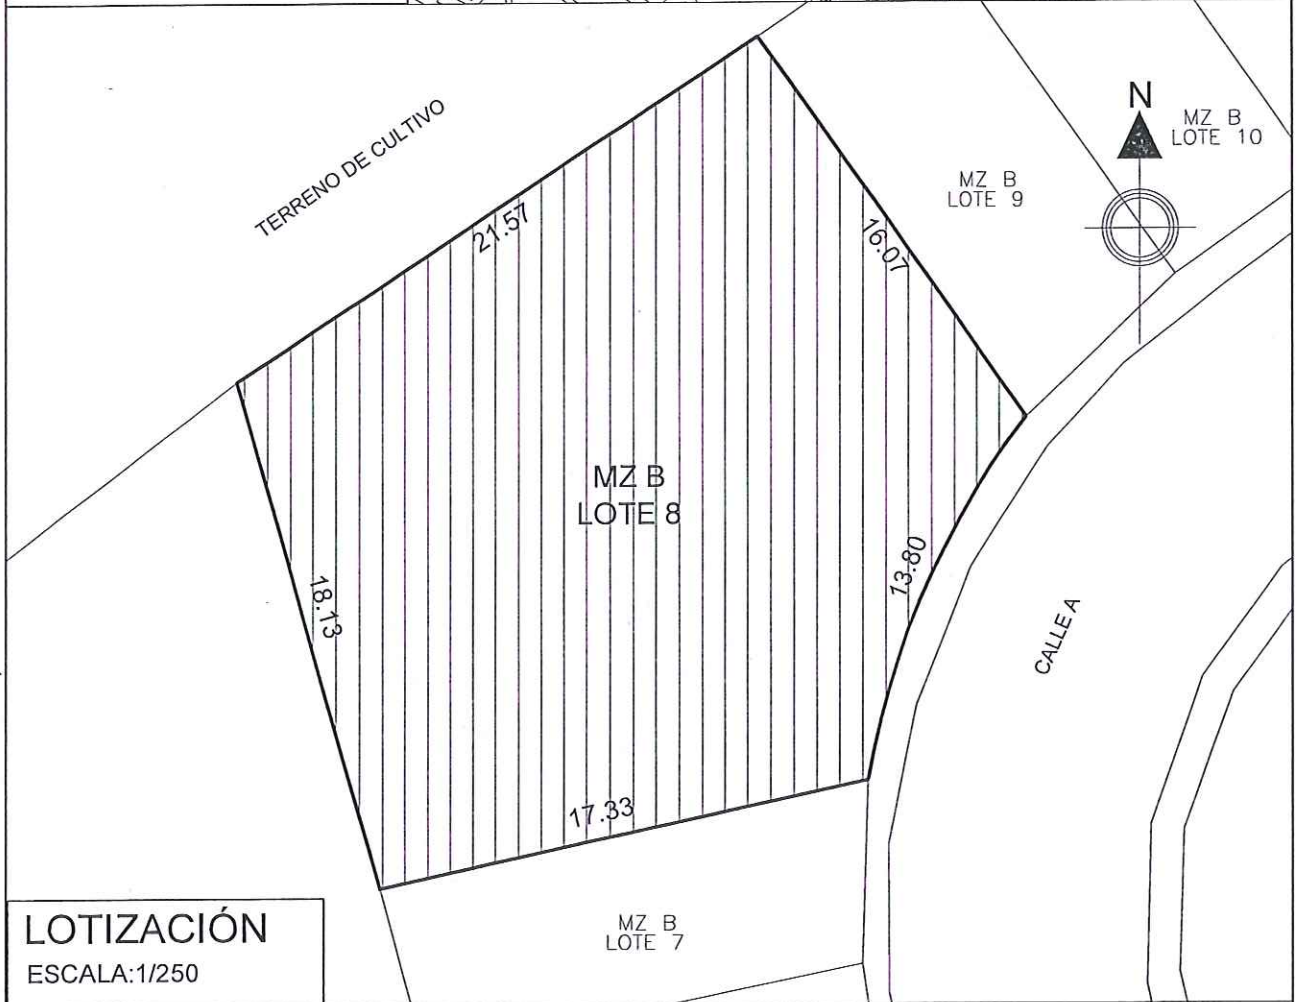 TERRENO DE CULTIVO
21.57
16.07
N
MZ B
LOTE 10
MZ B
LOTE 9
MZ B
LOTE 8
18.13
13.80
CALLE A
17.33
MZ B
LOTE 7
LOTIZACIÓN
ESCALA:1/250